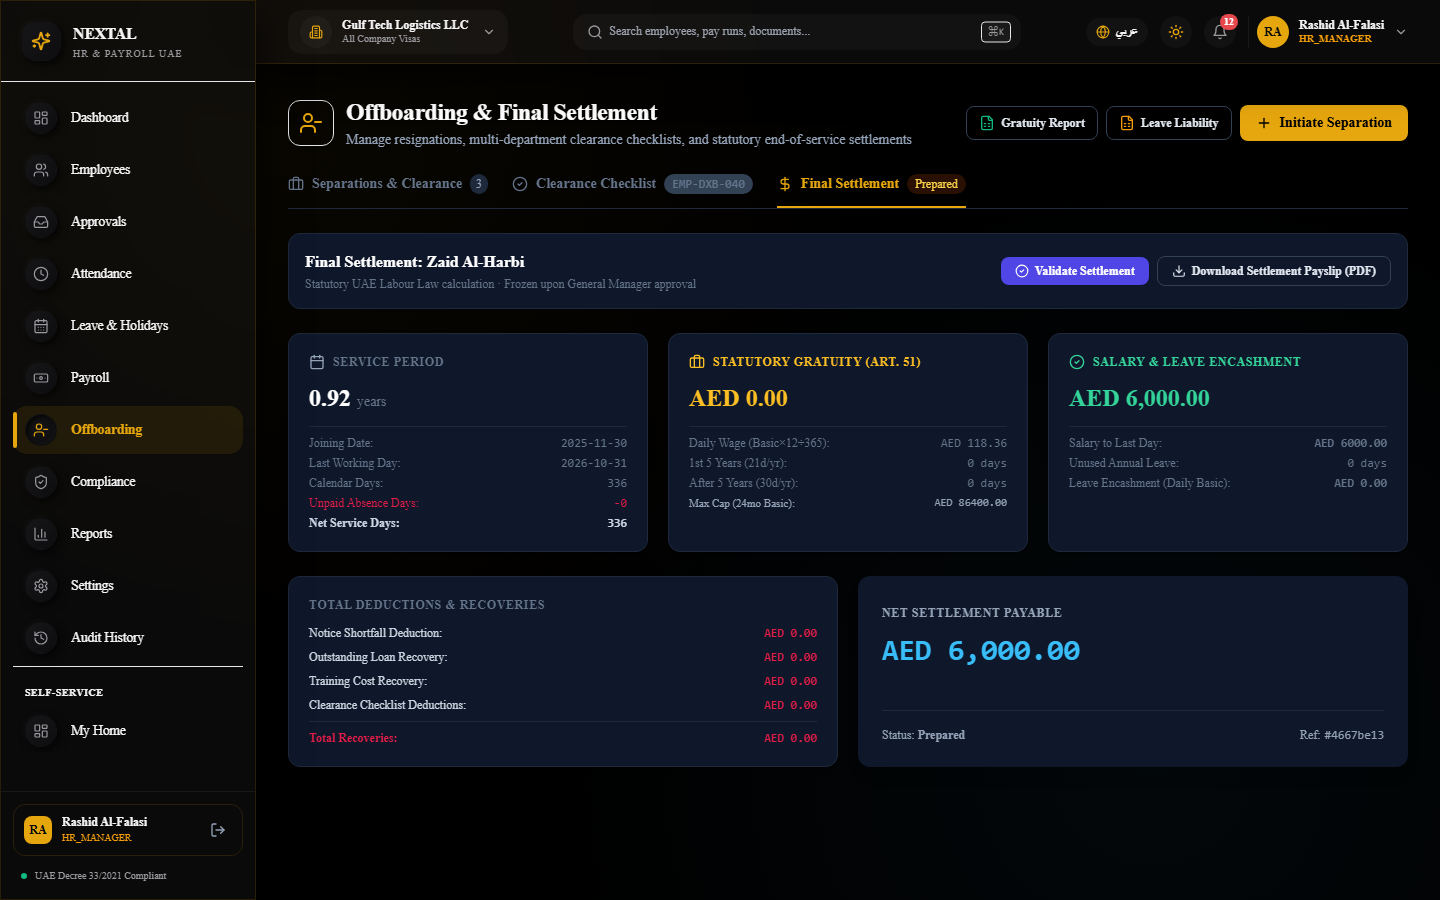 NEXTAL
HR & PAYROLL UAE
Gulf Tech Logistics LLC
All Company Visas
Search employees, pay runs, documents...
⌘K
عربي
12
RA
Rashid Al-Falasi
HR_MANAGER
Dashboard
Employees
Approvals
Attendance
Leave & Holidays
Payroll
Offboarding
Compliance
Reports
Settings
Audit History
SELF-SERVICE
My Home
RA
Rashid Al-Falasi
HR_MANAGER
UAE Decree 33/2021 Compliant
Offboarding & Final Settlement
Manage resignations, multi-department clearance checklists, and statutory end-of-service settlements
Gratuity Report
Leave Liability
Initiate Separation
Separations & Clearance 3
Clearance Checklist EMP-DXB-040
Final Settlement Prepared
Final Settlement: Zaid Al-Harbi
Statutory UAE Labour Law calculation · Frozen upon General Manager approval
Validate Settlement
Download Settlement Payslip (PDF)
SERVICE PERIOD
0.92 years
Joining Date: 2025-11-30
Last Working Day: 2026-10-31
Calendar Days: 336
Unpaid Absence Days: -0
Net Service Days: 336
STATUTORY GRATUITY (ART. 51)
AED 0.00
Daily Wage (Basic×12÷365): AED 118.36
1st 5 Years (21d/yr): 0 days
After 5 Years (30d/yr): 0 days
Max Cap (24mo Basic): AED 86400.00
SALARY & LEAVE ENCASHMENT
AED 6,000.00
Salary to Last Day: AED 6000.00
Unused Annual Leave: 0 days
Leave Encashment (Daily Basic): AED 0.00
TOTAL DEDUCTIONS & RECOVERIES
Notice Shortfall Deduction: AED 0.00
Outstanding Loan Recovery: AED 0.00
Training Cost Recovery: AED 0.00
Clearance Checklist Deductions: AED 0.00
Total Recoveries: AED 0.00
NET SETTLEMENT PAYABLE
AED 6,000.00
Status: Prepared
Ref: #4667be13